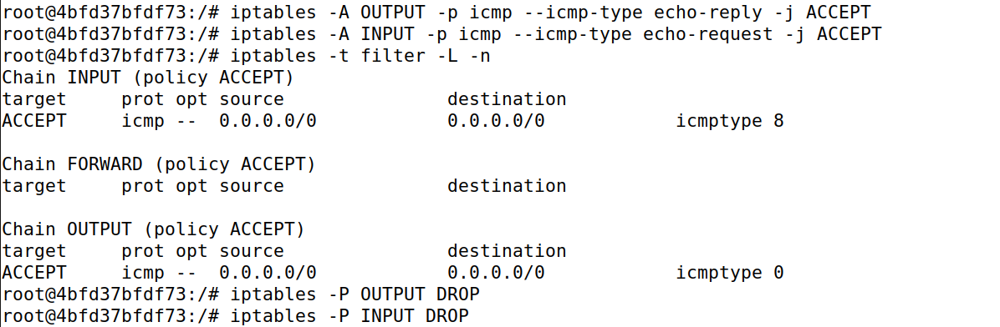 root@4bfd37bfdf73:/# iptables -A OUTPUT -p icmp --icmp-type echo-reply -j ACCEPT
root@4bfd37bfdf73:/# iptables -A INPUT -p icmp --icmp-type echo-request -j ACCEPT
root@4bfd37bfdf73:/# iptables -t filter -L -n
Chain INPUT (policy ACCEPT)
target     prot opt source               destination
ACCEPT     icmp --  0.0.0.0/0            0.0.0.0/0            icmptype 8

Chain FORWARD (policy ACCEPT)
target     prot opt source               destination

Chain OUTPUT (policy ACCEPT)
target     prot opt source               destination
ACCEPT     icmp --  0.0.0.0/0            0.0.0.0/0            icmptype 0
root@4bfd37bfdf73:/# iptables -P OUTPUT DROP
root@4bfd37bfdf73:/# iptables -P INPUT DROP